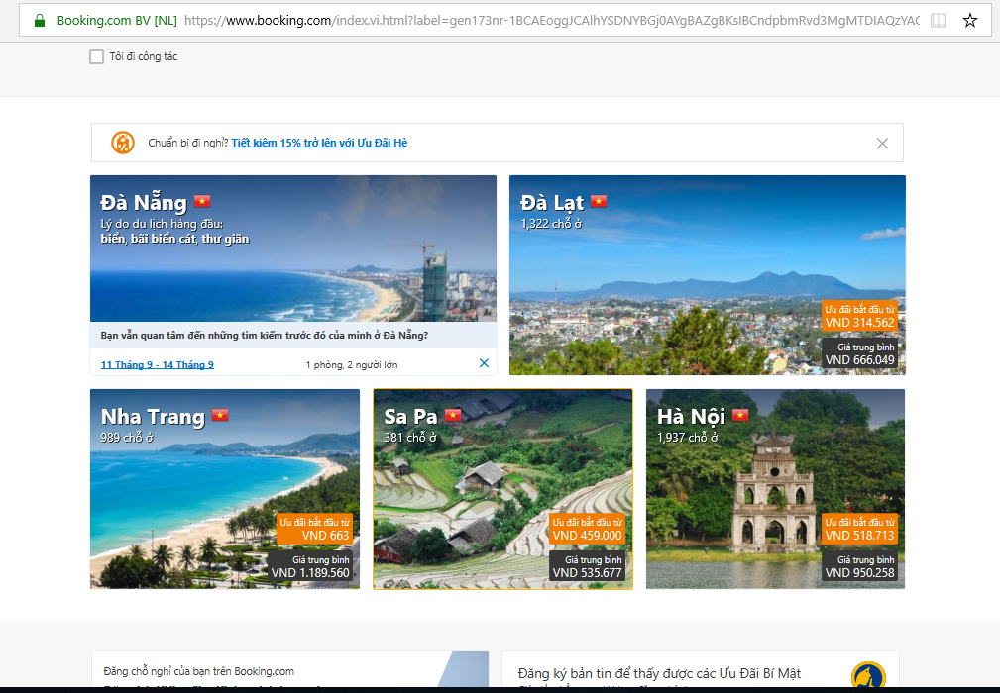 Booking.com BV [NL] https://www.booking.com/index.vi.html?label=gen173nr-1BCAEoggJCAlhYSDNYBGj0AYgBAZgBKsIBCndpbmRvd3MgMTDIAQzYAC
Tôi đi công tác
Chuẩn bị đi nghỉ? Tiết kiệm 15% trở lên với Ưu Đãi Hè
Đà Nẵng
Lý do du lịch hàng đầu:
biển, bãi biển cát, thư giãn
Bạn vẫn quan tâm đến những tìm kiếm trước đó của mình ở Đà Nẵng?
11 Tháng 9 - 14 Tháng 9
1 phòng, 2 người lớn
Đà Lạt
1,322 chỗ ở
Ưu đãi bắt đầu từ
VND 314.562
Giá trung bình
VND 666.049
Nha Trang
989 chỗ ở
Ưu đãi bắt đầu từ
VND 663
Giá trung bình
VND 1.189.560
Sa Pa
381 chỗ ở
Ưu đãi bắt đầu từ
VND 459.000
Giá trung bình
VND 535.677
Hà Nội
1,937 chỗ ở
Ưu đãi bắt đầu từ
VND 518.713
Giá trung bình
VND 950.258
Đăng chỗ nghỉ của bạn trên Booking.com
Đăng ký bản tin để thấy được các Ưu Đãi Bí Mật